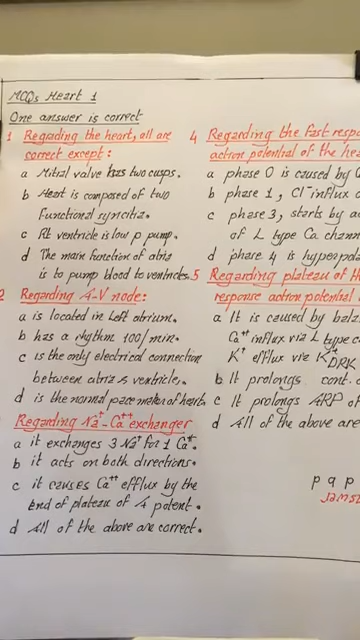 MCQs Heart 1
One answer is correct
1 Regarding the heart, all are
correct except:
a Mitral valve has two cusps.
b Heart is composed of two
Functional syncitia.
c Rt ventricle is low p pump.
d The main function of atria
is to pump blood to ventricles.
2 Regarding A-V node:
a is located in Left atrium.
b has a rhythm 100/min.
c is the only electrical connection
between atria & ventricle.
d is the normal pacemaker of heart.
Regarding Na+-Ca++ exchanger
a it exchanges 3 Na+ for 1 Ca++.
b it acts on both directions.
c it causes Ca++ efflux by the
end of plateau of A potent.
d All of the above are correct.
4 Regarding the fast resp
action potential of the hea
a phase 0 is caused by
b phase 1, Cl- influx
c phase 3, starts by
of L type Ca chann
d phase 4 is hyperpola
5 Regarding plateau of
response action potential
a It is caused by bala
Ca++ influx via L type
K+ efflux via K+ DRK
b It prolongs cont.
c It prolongs ARP of
d All of the above are
p q p